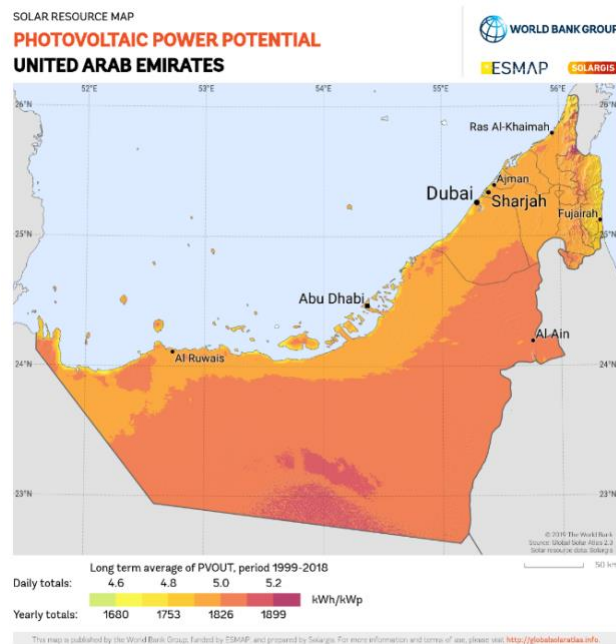 SOLAR RESOURCE MAP
PHOTOVOLTAIC POWER POTENTIAL
UNITED ARAB EMIRATES
WORLD BANK GROUP
ESMAP
SOLARGIS
52°E 53°E 54°E 55°E 56°E
26°N 26°N
Ras Al-Khaimah
Ajman
Dubai
Sharjah
Fujairah
25°N 25°N
Abu Dhabi
Al Ain
Al Ruwais
24°N 24°N
23°N 23°N
© 2019 The World Bank
Source: Global Solar Atlas 2.3
Solar resource data: Solargis
50 km
Long term average of PVOUT, period 1999-2018
Daily totals: 4.6 4.8 5.0 5.2
kWh/kWp
Yearly totals: 1680 1753 1826 1899
This map is published by the World Bank Group, funded by ESMAP, and prepared by Solargis. For more information and terms of use, please visit http://globalsolaratlas.info.